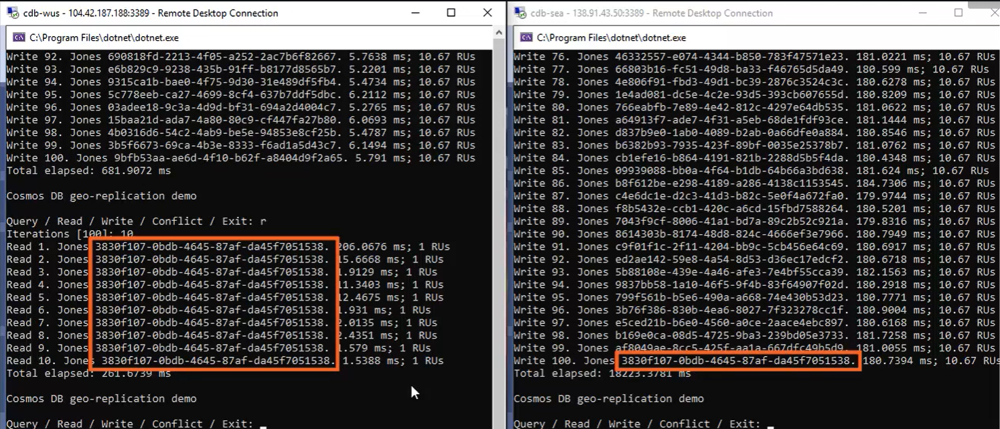 cdb-wus - 104.42.187.188:3389 - Remote Desktop Connection
C:\Program Files\dotnet\dotnet.exe
Write 92. Jones 690818fd-2213-4f05-a252-2ac7b6f82667. 5.7638 ms; 10.67 RUs
Write 93. Jones e6b829c9-9238-435b-91ff-b8177d8565b7. 5.2201 ms; 10.67 RUs
Write 94. Jones 9315ca1b-bae0-4f75-9d30-31e489df5fb4. 5.4734 ms; 10.67 RUs
Write 95. Jones 5c778eeb-ca27-4699-8cf4-637b7ddf5dbc. 6.2112 ms; 10.67 RUs
Write 96. Jones 03adee18-9c3a-4d9d-bf31-694a2d4004c7. 5.2765 ms; 10.67 RUs
Write 97. Jones 15baa21d-ada7-4a80-80c9-cf447fa27b80. 6.0693 ms; 10.67 RUs
Write 98. Jones 4b0316d6-54c2-4ab9-be5e-94853e8cf25b. 5.4787 ms; 10.67 RUs
Write 99. Jones 3b5f6673-69ca-4b3e-8333-f6ad1a5d43c7. 6.1494 ms; 10.67 RUs
Write 100. Jones 9bfb53aa-ae6d-4f10-b62f-a8404d9f2a65. 5.791 ms; 10.67 RUs
Total elapsed: 681.9072 ms
Cosmos DB geo-replication demo
Query / Read / Write / Conflict / Exit: r
Iterations [100]: 10
Read 1. Jones 3830f107-0bdb-4645-87af-da45f7051538. 206.0676 ms; 1 RUs
Read 2. Jones 3830f107-0bdb-4645-87af-da45f7051538. 15.6668 ms; 1 RUs
Read 3. Jones 3830f107-0bdb-4645-87af-da45f7051538. 1.9129 ms; 1 RUs
Read 4. Jones 3830f107-0bdb-4645-87af-da45f7051538. 11.3403 ms; 1 RUs
Read 5. Jones 3830f107-0bdb-4645-87af-da45f7051538. 12.4675 ms; 1 RUs
Read 6. Jones 3830f107-0bdb-4645-87af-da45f7051538. 1.931 ms; 1 RUs
Read 7. Jones 3830f107-0bdb-4645-87af-da45f7051538. 2.0135 ms; 1 RUs
Read 8. Jones 3830f107-0bdb-4645-87af-da45f7051538. 2.4351 ms; 1 RUs
Read 9. Jones 3830f107-0bdb-4645-87af-da45f7051538. 1.579 ms; 1 RUs
Read 10. Jones 3830f107-0bdb-4645-87af-da45f7051538. 1.5388 ms; 1 RUs
Total elapsed: 261.6739 ms
Cosmos DB geo-replication demo
Query / Read / Write / Conflict / Exit:
cdb-sea - 138.91.43.50:3389 - Remote Desktop Connection
C:\Program Files\dotnet\dotnet.exe
Write 76. Jones 46332557-e074-4344-b850-783f47571e23. 181.0221 ms; 10.67 RUs
Write 77. Jones 66803b16-fc51-49d8-ba33-f46765d5da49. 180.599 ms; 10.67 RUs
Write 78. Jones 4e806f91-fbd3-49d1-bc39-2876c3524c3c. 180.6278 ms; 10.67 RUs
Write 79. Jones 1e4ad081-dc5e-4c2e-93d5-393cb607655d. 180.8209 ms; 10.67 RUs
Write 80. Jones 766eabfb-7e89-4e42-812c-4297e64db535. 181.0622 ms; 10.67 RUs
Write 81. Jones a64913f7-ade7-4f31-a5eb-68de1fdf93ce. 181.1444 ms; 10.67 RUs
Write 82. Jones d837b9e0-1ab0-4089-b2ab-0a66dfe0a884. 180.8546 ms; 10.67 RUs
Write 83. Jones b6382b93-7935-423f-89bf-0035e25378b7. 181.0762 ms; 10.67 RUs
Write 84. Jones cb1efe16-b864-4191-821b-2288d5b5f4da. 180.4348 ms; 10.67 RUs
Write 85. Jones 09939088-bb0a-4f64-b1db-64b66a3bd638. 181.624 ms; 10.67 RUs
Write 86. Jones b8f612be-e298-4189-a286-4138c1153545. 184.7306 ms; 10.67 RUs
Write 87. Jones c4e6dc1e-d2c3-41d3-b82c-5e0f4a672fa0. 179.9744 ms; 10.67 RUs
Write 88. Jones f8b5432e-ccb1-420c-a6cd-15fbd7588264. 180.5201 ms; 10.67 RUs
Write 89. Jones 7043f9cf-8006-41a1-bd7a-89c2b52c921a. 179.8316 ms; 10.67 RUs
Write 90. Jones 8614303b-8174-48d8-824c-4666ef3e7966. 180.7949 ms; 10.67 RUs
Write 91. Jones c9f01f1c-2f11-4204-bb9c-5cb456e64c69. 180.6917 ms; 10.67 RUs
Write 92. Jones ed2ae142-59e8-4a54-8d53-d36ec17edcf2. 180.6718 ms; 10.67 RUs
Write 93. Jones 5b88108e-439e-4a46-afe3-7e4bf55cca39. 182.1563 ms; 10.67 RUs
Write 94. Jones 9837bb58-1a10-46f5-9f4b-83f64907f02d. 180.2918 ms; 10.67 RUs
Write 95. Jones 799f561b-b5e6-490a-a668-74e430b53d23. 180.7771 ms; 10.67 RUs
Write 96. Jones 3b76f386-830b-4ea6-8027-7f323278cc1f. 180.9004 ms; 10.67 RUs
Write 97. Jones e5ced21b-b6e0-4560-a0ce-2aace4ebc897. 180.6168 ms; 10.67 RUs
Write 98. Jones b169e0ca-08d5-4725-9ba3-239bd05e3733. 181.7258 ms; 10.67 RUs
Write 99. Jones af8049ae-8cc5-425f-aa1a-667dfc49b5d9. 181.0055 ms; 10.67 RUs
Write 100. Jones 3830f107-0bdb-4645-87af-da45f7051538. 180.7394 ms; 10.67 RUs
Total elapsed: 18223.3781 ms
Cosmos DB geo-replication demo
Query / Read / Write / Conflict / Exit: